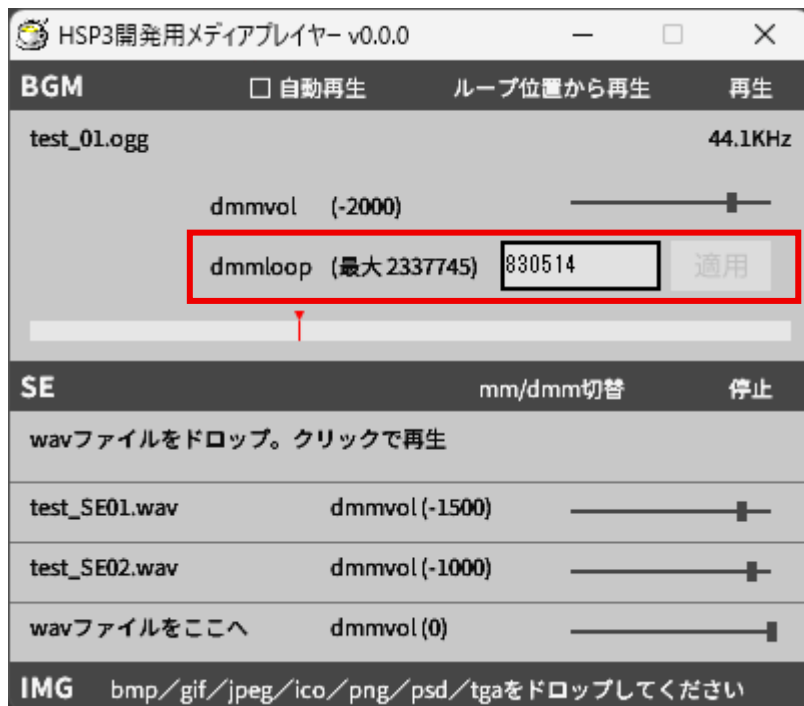 HSP3開発用メディアプレイヤー v0.0.0
BGM □ 自動再生 ループ位置から再生 再生
test_01.ogg 44.1KHz
dmmvol (-2000)
dmmloop (最大 2337745) 830514 適用
SE mm/dmm切替 停止
wavファイルをドロップ。クリックで再生
test_SE01.wav dmmvol (-1500)
test_SE02.wav dmmvol (-1000)
wavファイルをここへ dmmvol (0)
IMG bmp/gif/jpeg/ico/png/psd/tgaをドロップしてください